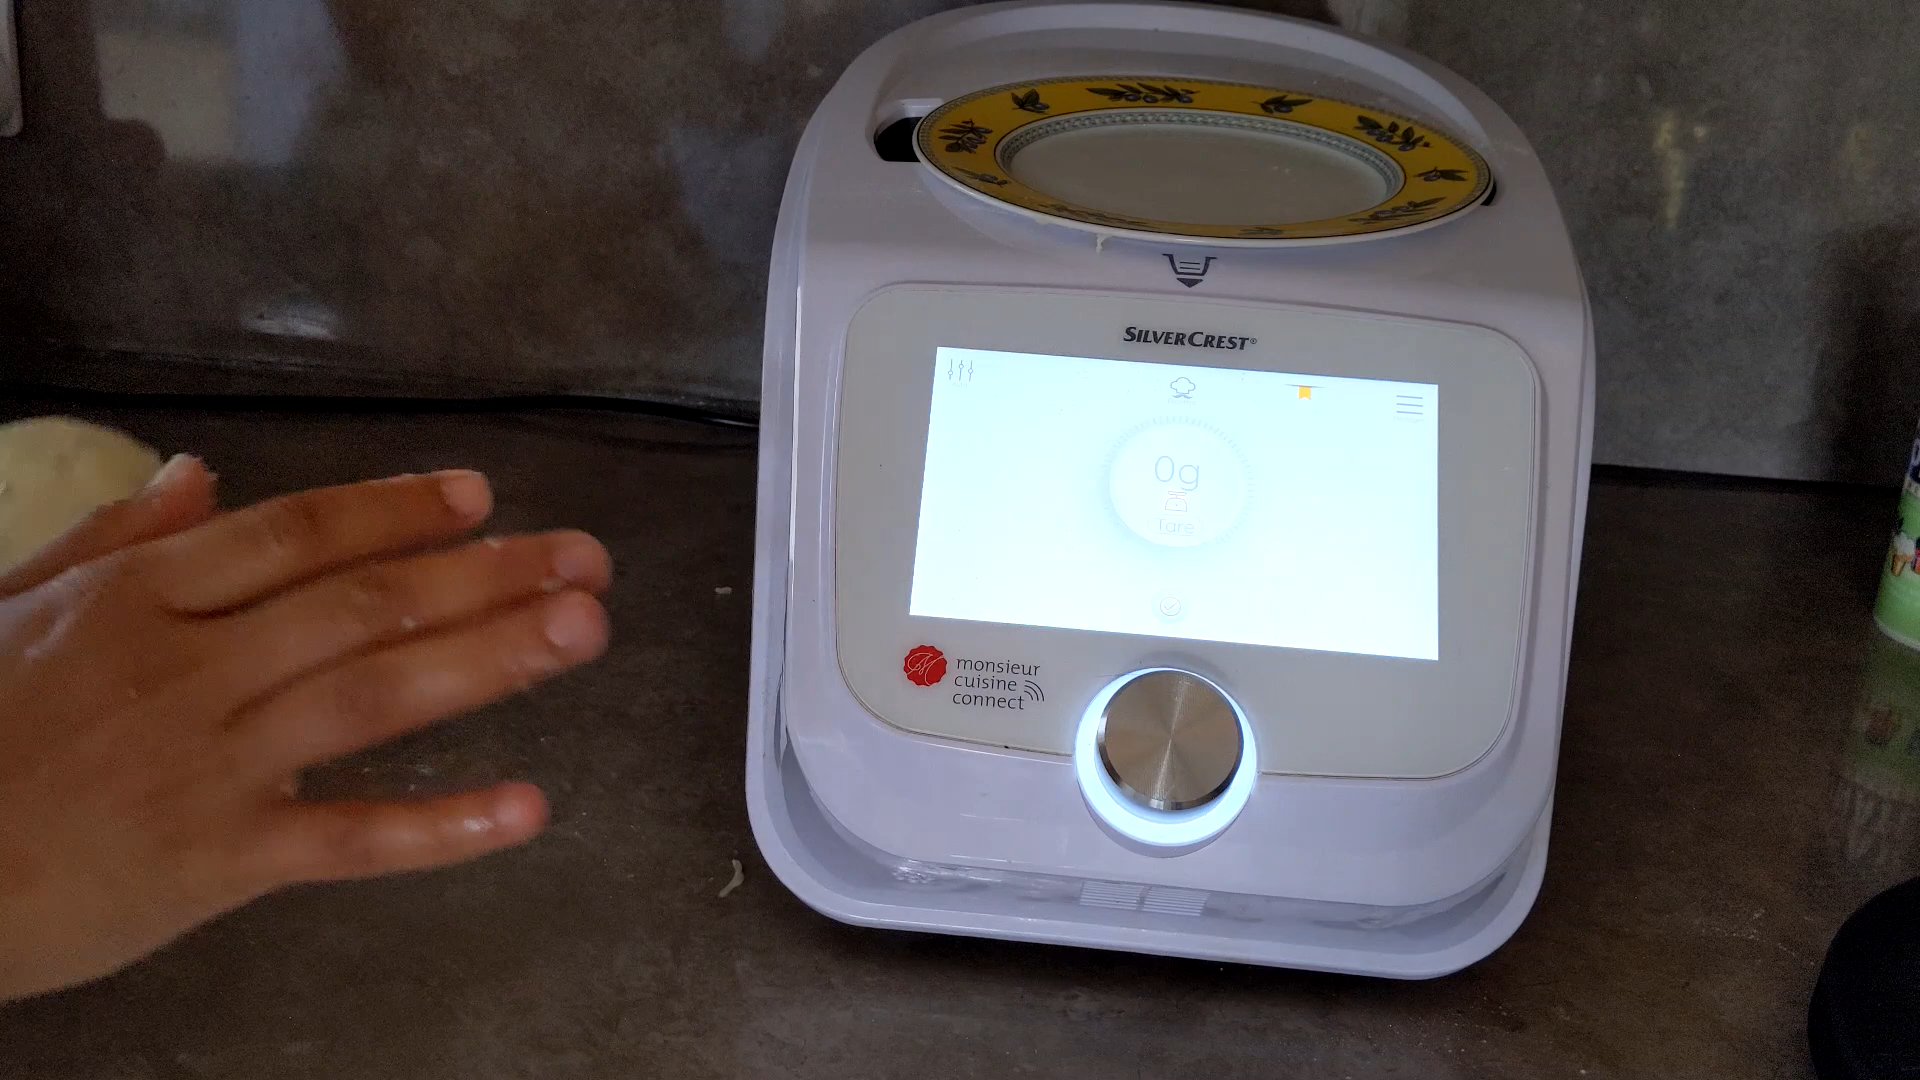 SILVERCREST®
0g
Tare
monsieur
cuisine
connect